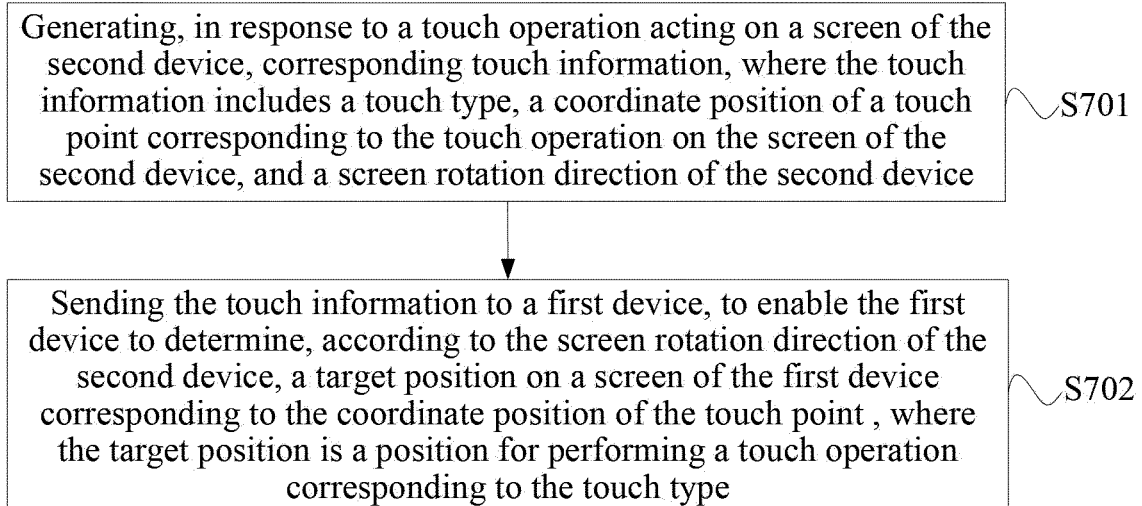 Generating, in response to a touch operation acting on a screen of the
second device, corresponding touch information, where the touch
information includes a touch type, a coordinate position of a touch
point corresponding to the touch operation on the screen of the
second device, and a screen rotation direction of the second device
S701
Sending the touch information to a first device, to enable the first
device to determine, according to the screen rotation direction of the
second device, a target position on a screen of the first device
corresponding to the coordinate position of the touch point , where
the target position is a position for performing a touch operation
corresponding to the touch type
S702